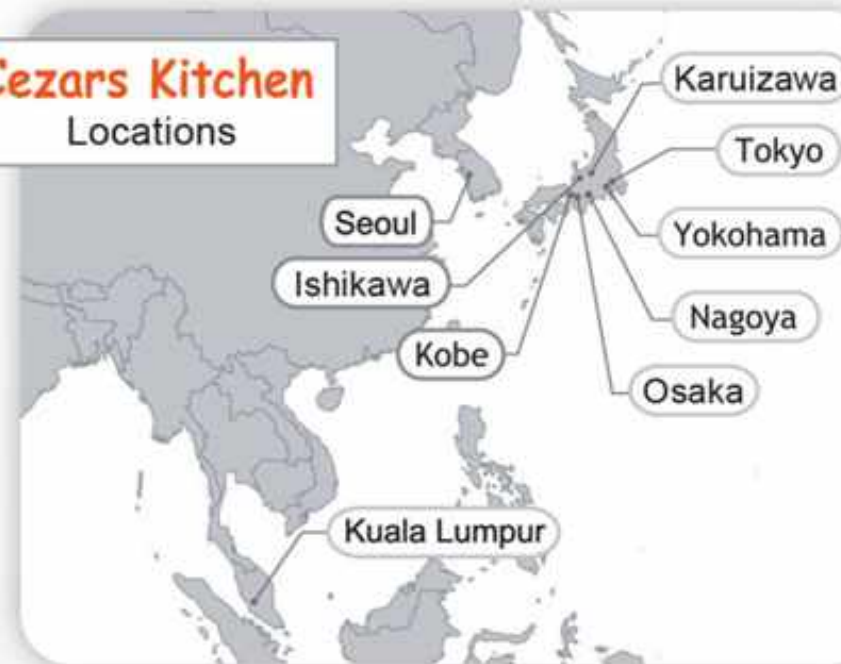 Cezars Kitchen
Locations
Karuizawa
Tokyo
Seoul
Yokohama
Ishikawa
Nagoya
Kobe
Osaka
Kuala Lumpur